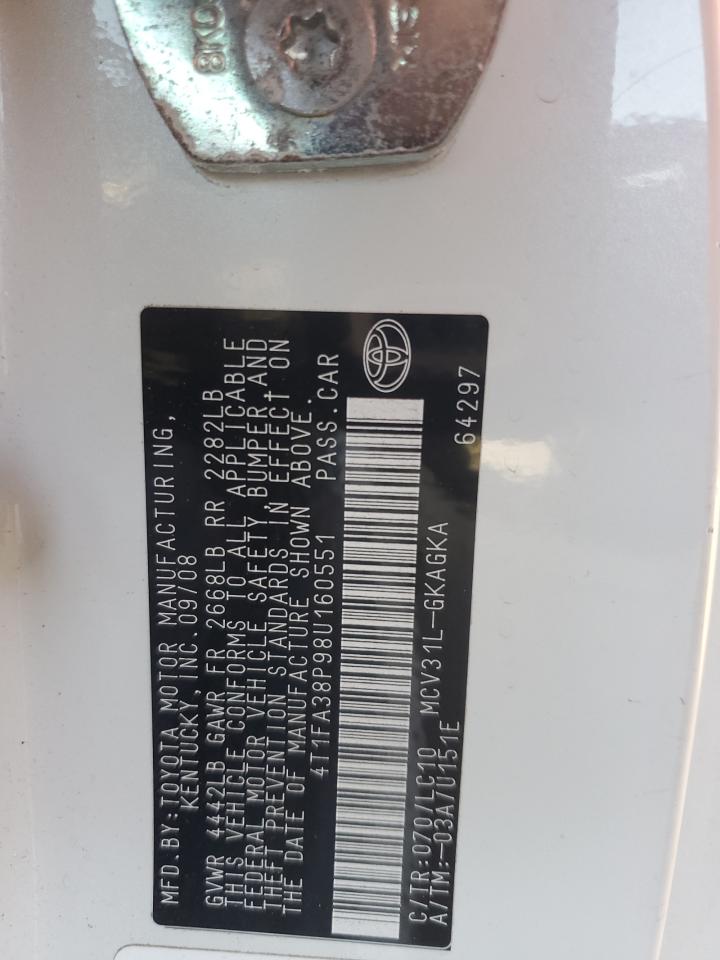 MFD.BY:TOYOTA MOTOR MANUFACTURING,
KENTUCKY, INC.09/08
GVWR 4442LB GAWR FR 2668LB RR 2282LB
THIS VEHICLE CONFORMS TO ALL APPLICABLE
FEDERAL MOTOR VEHICLE SAFETY,BUMPER,AND
THEFT PREVENTION STANDARDS IN EFFECT ON
THE DATE OF MANUFACTURE SHOWN ABOVE.
4T1FA38P98U160551 PASS.CAR
C/TR:070/LC10 MCV31L-GKAGKA
A/TM:-03A/U151E 64297